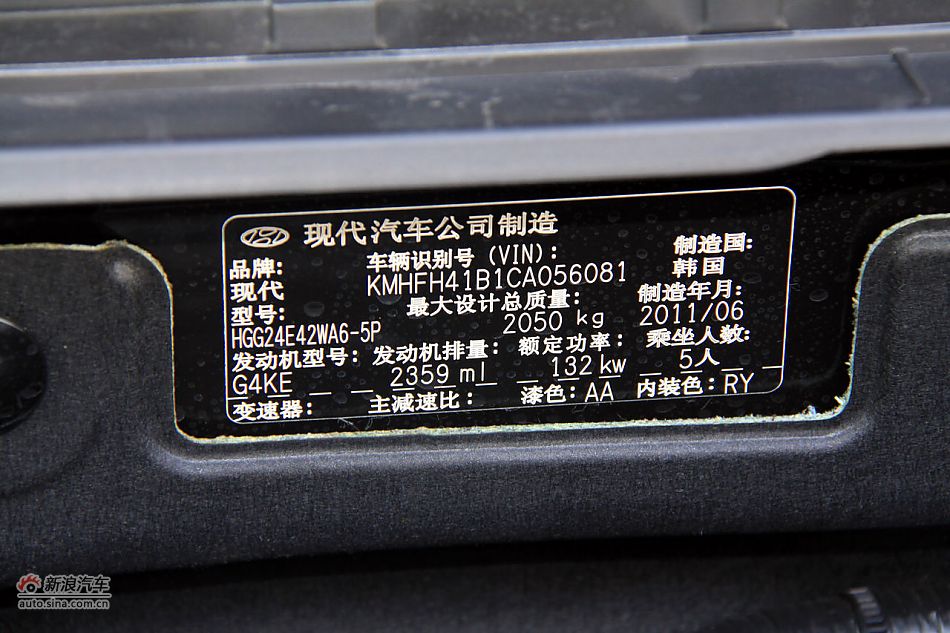 现代汽车公司制造
品牌: 车辆识别号 (VIN): 制造国:
现代 KMHFH41B1CA056081 韩国
型号: 最大设计总质量: 制造年月:
HGG24E42WA6-5P 2050 kg 2011/06
发动机型号: 发动机排量: 额定功率: 乘坐人数:
G4KE 2359 ml 132 kw 5人
变速器: 主减速比: 漆色: AA 内装色: RY
新浪汽车
auto.sina.com.cn